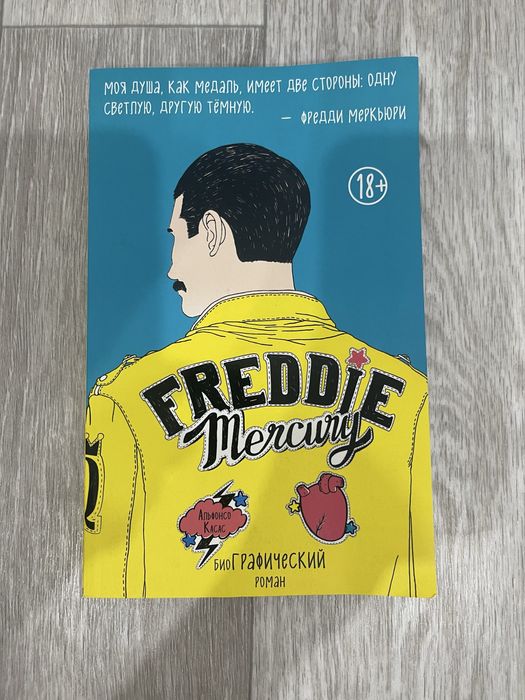 МОЯ ДУША, КАК МЕДАЛЬ, ИМЕЕТ ДВЕ СТОРОНЫ: ОДНУ
СВЕТЛУЮ, ДРУГУЮ ТЁМНУЮ.
— ФРЕДДИ МЕРКЬЮРИ
18+
FREDDIE
Mercury
АЛЬФОНСО
КАСАС
биоГРАФИЧЕСКИЙ
РОМАН